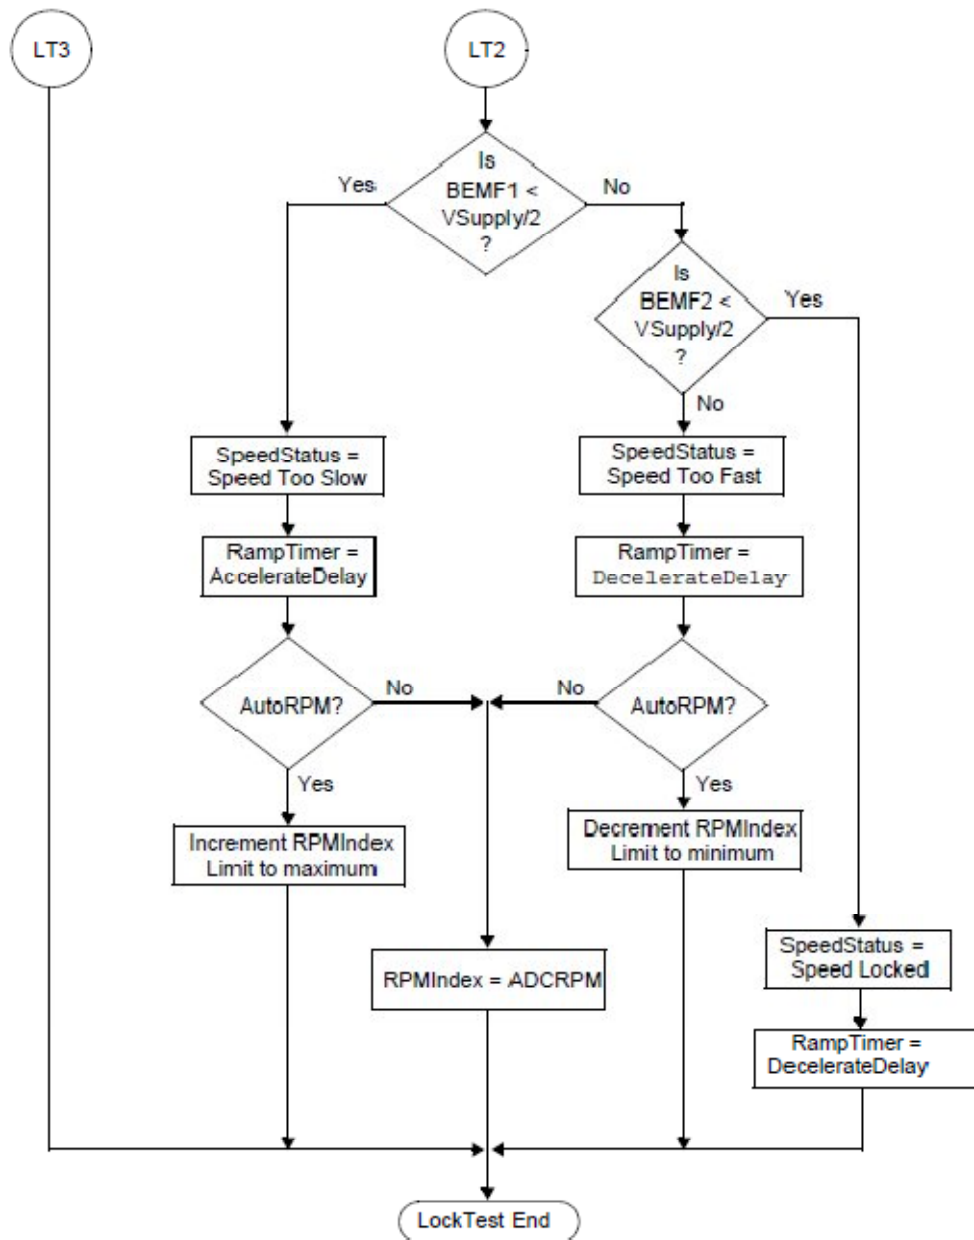 LT3
LT2
Is
BEMF1 <
VSupply/2
?
Yes
No
Is
BEMF2 <
VSupply/2
?
Yes
No
SpeedStatus =
Speed Too Slow
SpeedStatus =
Speed Too Fast
RampTimer =
AccelerateDelay
RampTimer =
DecelerateDelay
AutoRPM?
No
No
AutoRPM?
Yes
Yes
Increment RPMIndex
Limit to maximum
Decrement RPMIndex
Limit to minimum
RPMIndex = ADCRPM
SpeedStatus =
Speed Locked
RampTimer =
DecelerateDelay
LockTest End